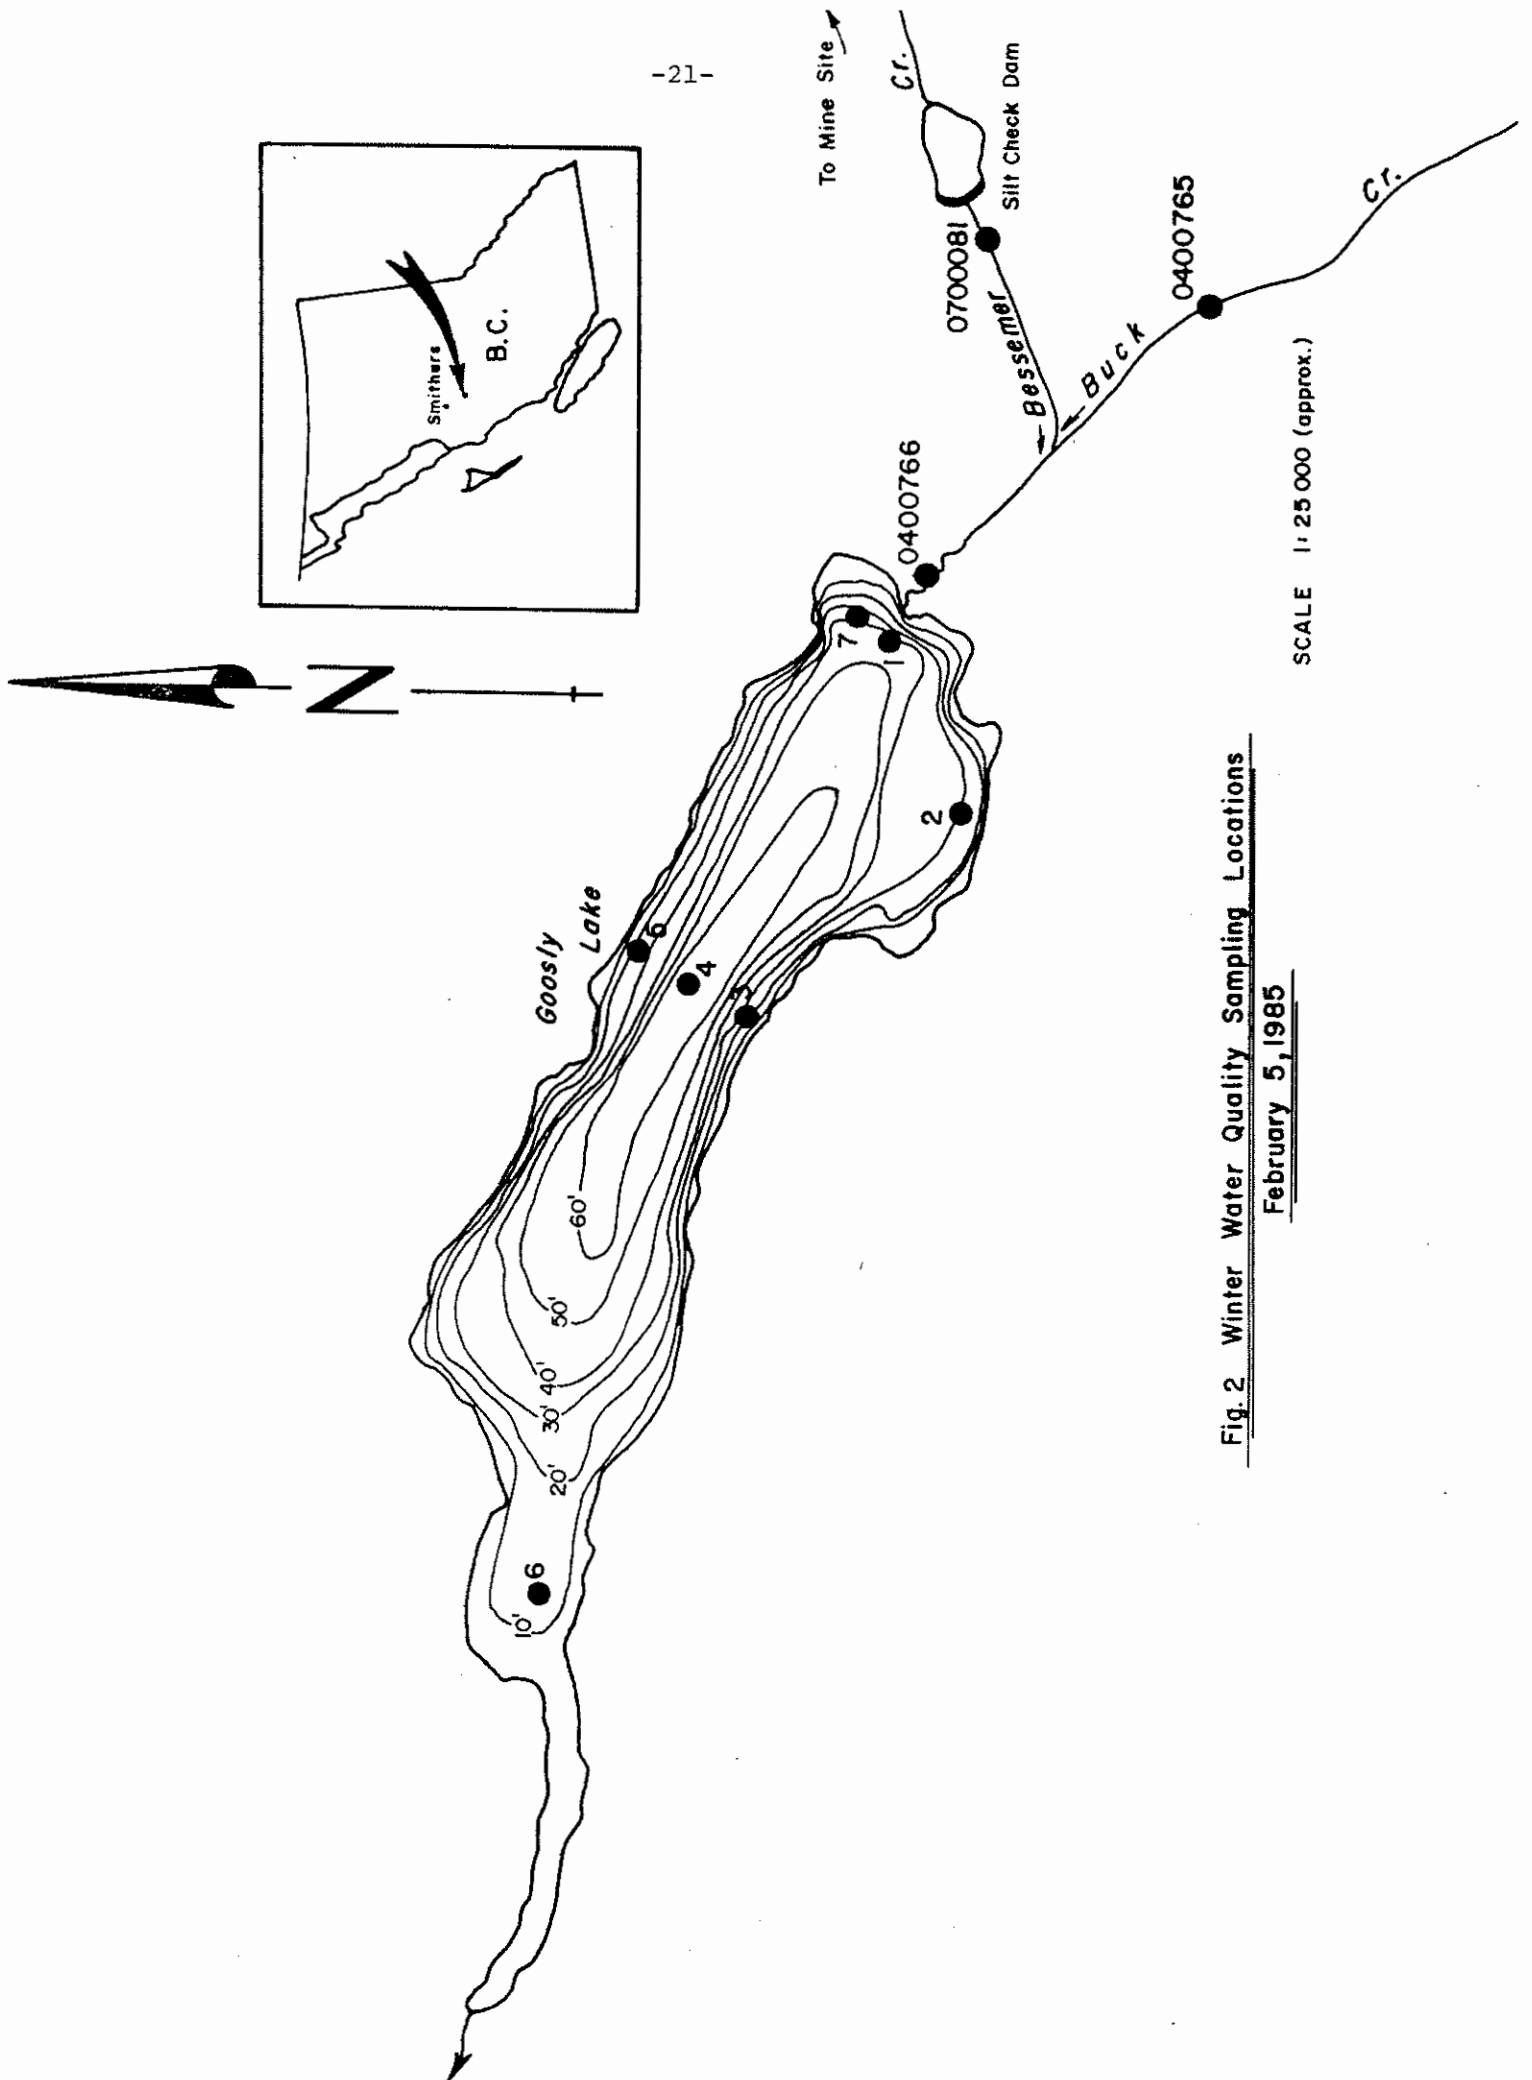 -21-
Smithers
B.C.
N
To Mine Site
Cr.
Silt Check Dam
0700081
Bessemer
0400765
Cr.
Buck
0400766
SCALE 1:25 000 (approx.)
7
1
2
Goosly
Lake
5
4
3
60'
50'
40'
30'
20'
10'
6
Fig. 2 Winter Water Quality Sampling Locations
February 5, 1985